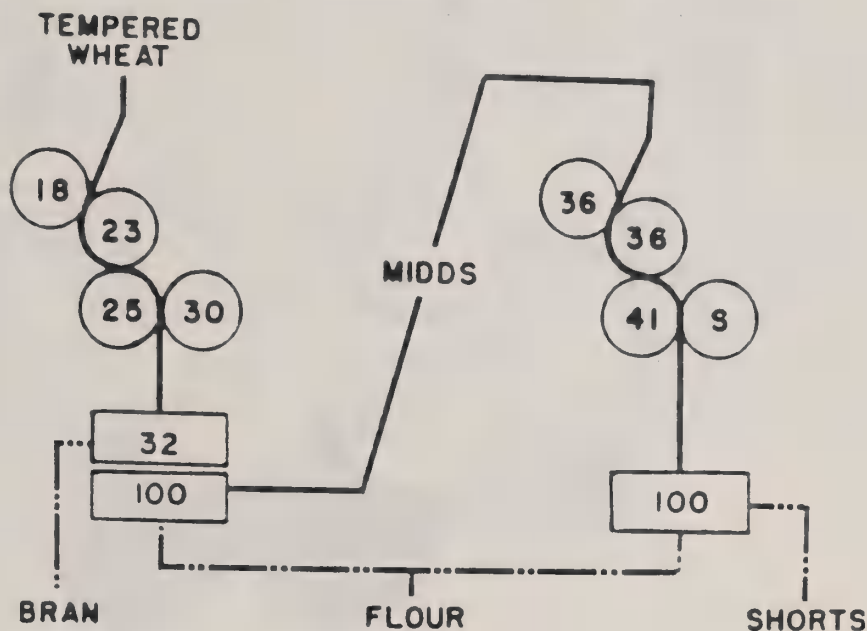 TEMPERED
WHEAT
18
23
25
30
32
100
MIDDS
36
36
41
S
100
BRAN
FLOUR
SHORTS